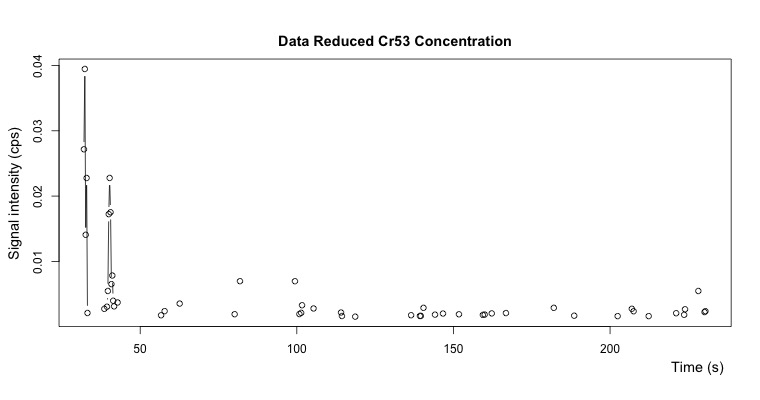 Data Reduced Cr53 Concentration
Signal intensity (cps)
0.04
0.03
0.02
0.01
50
100
150
200
Time (s)